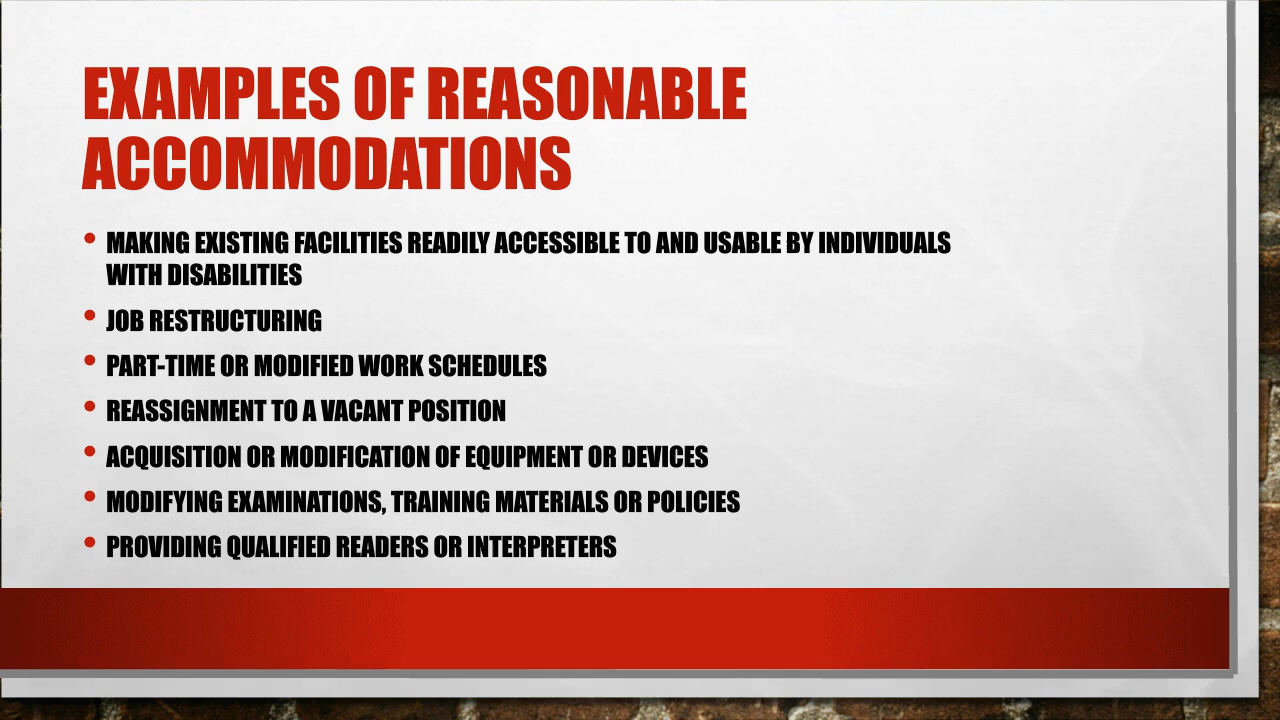 EXAMPLES OF REASONABLE
ACCOMMODATIONS
• MAKING EXISTING FACILITIES READILY ACCESSIBLE TO AND USABLE BY INDIVIDUALS
WITH DISABILITIES
• JOB RESTRUCTURING
• PART-TIME OR MODIFIED WORK SCHEDULES
• REASSIGNMENT TO A VACANT POSITION
• ACQUISITION OR MODIFICATION OF EQUIPMENT OR DEVICES
• MODIFYING EXAMINATIONS, TRAINING MATERIALS OR POLICIES
• PROVIDING QUALIFIED READERS OR INTERPRETERS